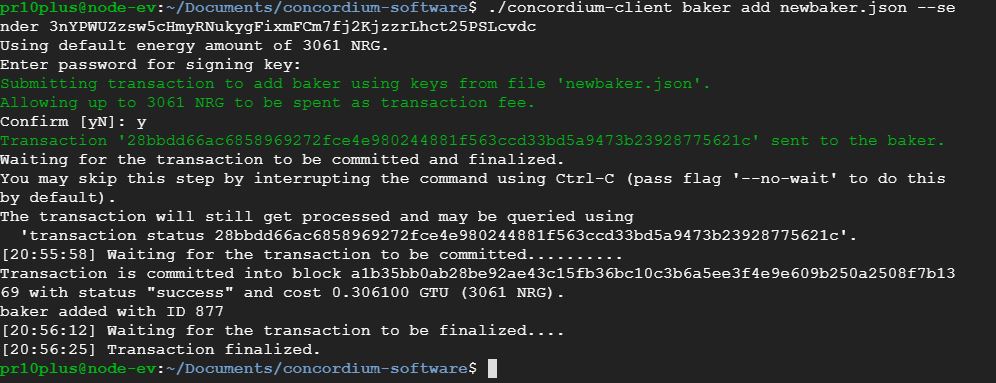 pr10plus@node-ev:~/Documents/concordium-software$ ./concordium-client baker add newbaker.json --se
nder 3nYPWUZzsw5cHmyRNukygFixmFCm7fj2KjzzrLhct25PSLcvdc
Using default energy amount of 3061 NRG.
Enter password for signing key:
Submitting transaction to add baker using keys from file 'newbaker.json'.
Allowing up to 3061 NRG to be spent as transaction fee.
Confirm [yN]: y
Transaction '28bbdd66ac6858969272fce4e980244881f563ccd33bd5a9473b23928775621c' sent to the baker.
Waiting for the transaction to be committed and finalized.
You may skip this step by interrupting the command using Ctrl-C (pass flag '--no-wait' to do this
by default).
The transaction will still get processed and may be queried using
  'transaction status 28bbdd66ac6858969272fce4e980244881f563ccd33bd5a9473b23928775621c'.
[20:55:58] Waiting for the transaction to be committed..........
Transaction is committed into block a1b35bb0ab28be92ae43c15fb36bc10c3b6a5ee3f4e9e609b250a2508f7b13
69 with status "success" and cost 0.306100 GTU (3061 NRG).
baker added with ID 877
[20:56:12] Waiting for the transaction to be finalized....
[20:56:25] Transaction finalized.
pr10plus@node-ev:~/Documents/concordium-software$